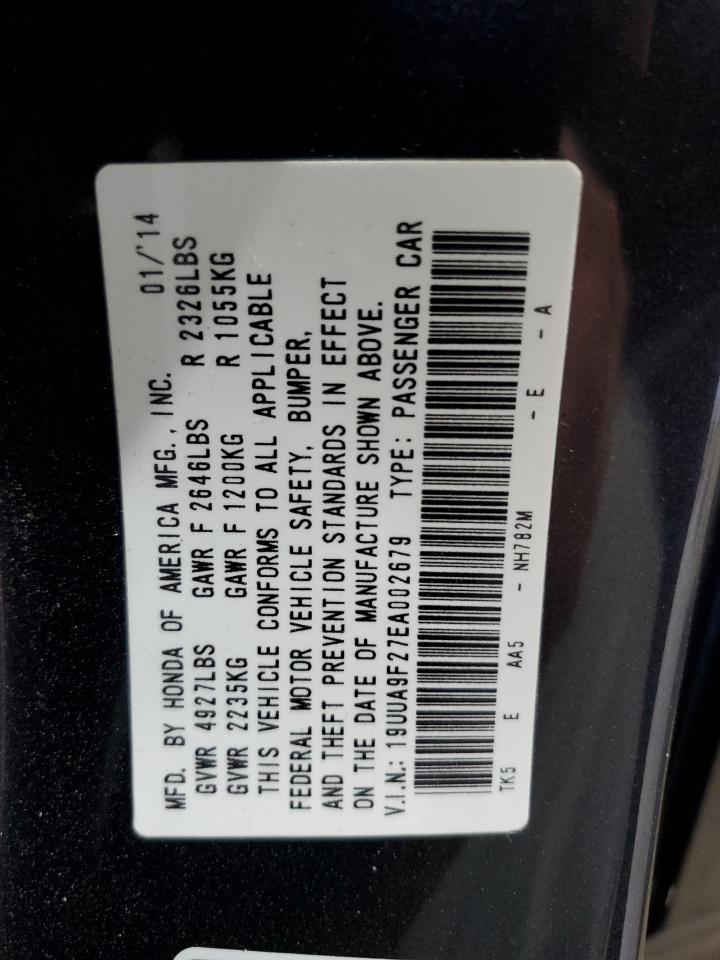 MFD. BY HONDA OF AMERICA MFG., INC. 01/'14
GVWR 4927LBS GAWR F 2646LBS R 2326LBS
GVWR 2235KG GAWR F 1200KG R 1055KG
THIS VEHICLE CONFORMS TO ALL APPLICABLE
FEDERAL MOTOR VEHICLE SAFETY, BUMPER,
AND THEFT PREVENTION STANDARDS IN EFFECT
ON THE DATE OF MANUFACTURE SHOWN ABOVE.
V.I.N.: 19UUA9F27EA002679 TYPE: PASSENGER CAR
TK5 E AA5 - NH782M - E - A